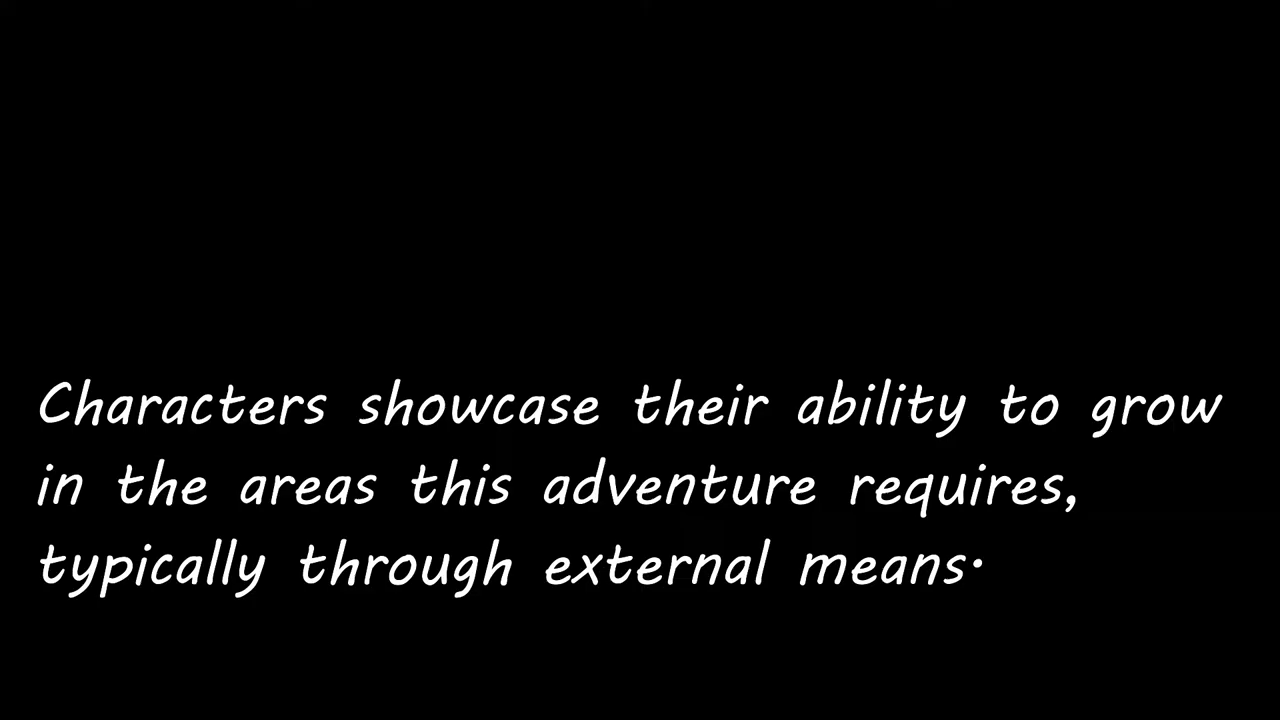 Characters showcase their ability to grow
in the areas this adventure requires,
typically through external means.